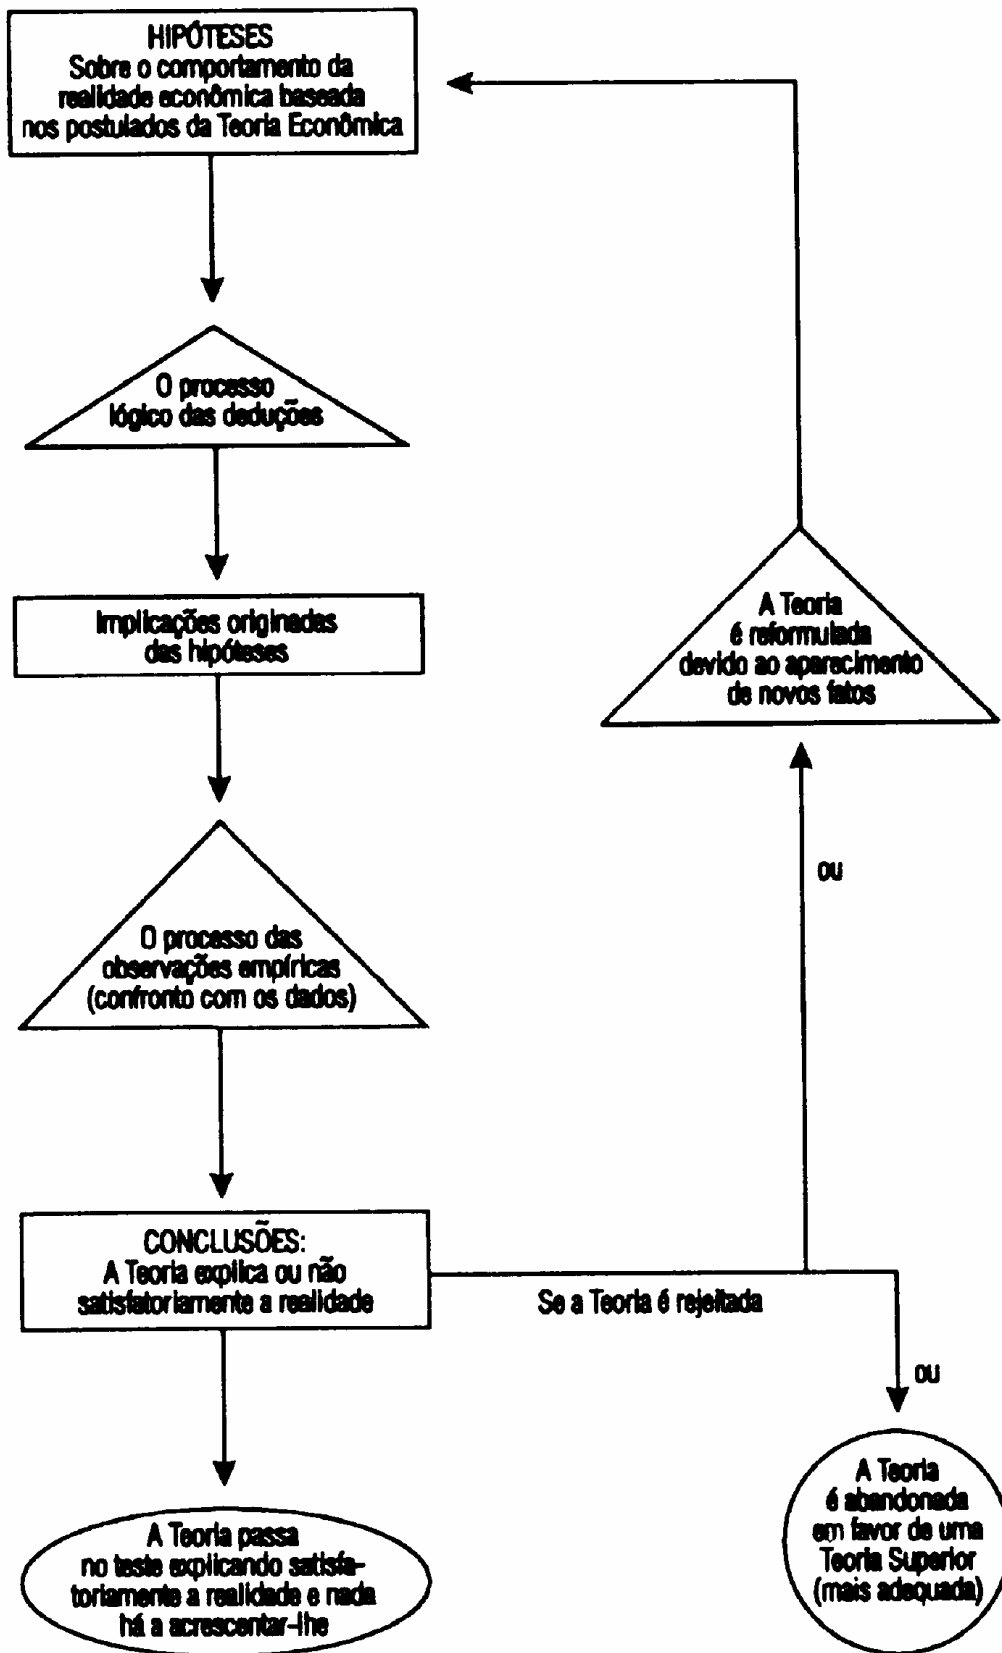 HIPÓTESES
Sobre o comportamento da
realidade econômica baseada
nos postulados da Teoria Econômica
O processo
lógico das deduções
Implicações originadas
das hipóteses
O processo das
observações empíricas
(confronto com os dados)
CONCLUSÕES:
A Teoria explica ou não
satisfatoriamente a realidade
Se a Teoria é rejeitada
ou
A Teoria
é reformulada
devido ao aparecimento
de novos fatos
ou
A Teoria
é abandonada
em favor de uma
Teoria Superior
(mais adequada)
A Teoria passa
no teste explicando satisfa-
toriamente a realidade e nada
há a acrescentar-lhe